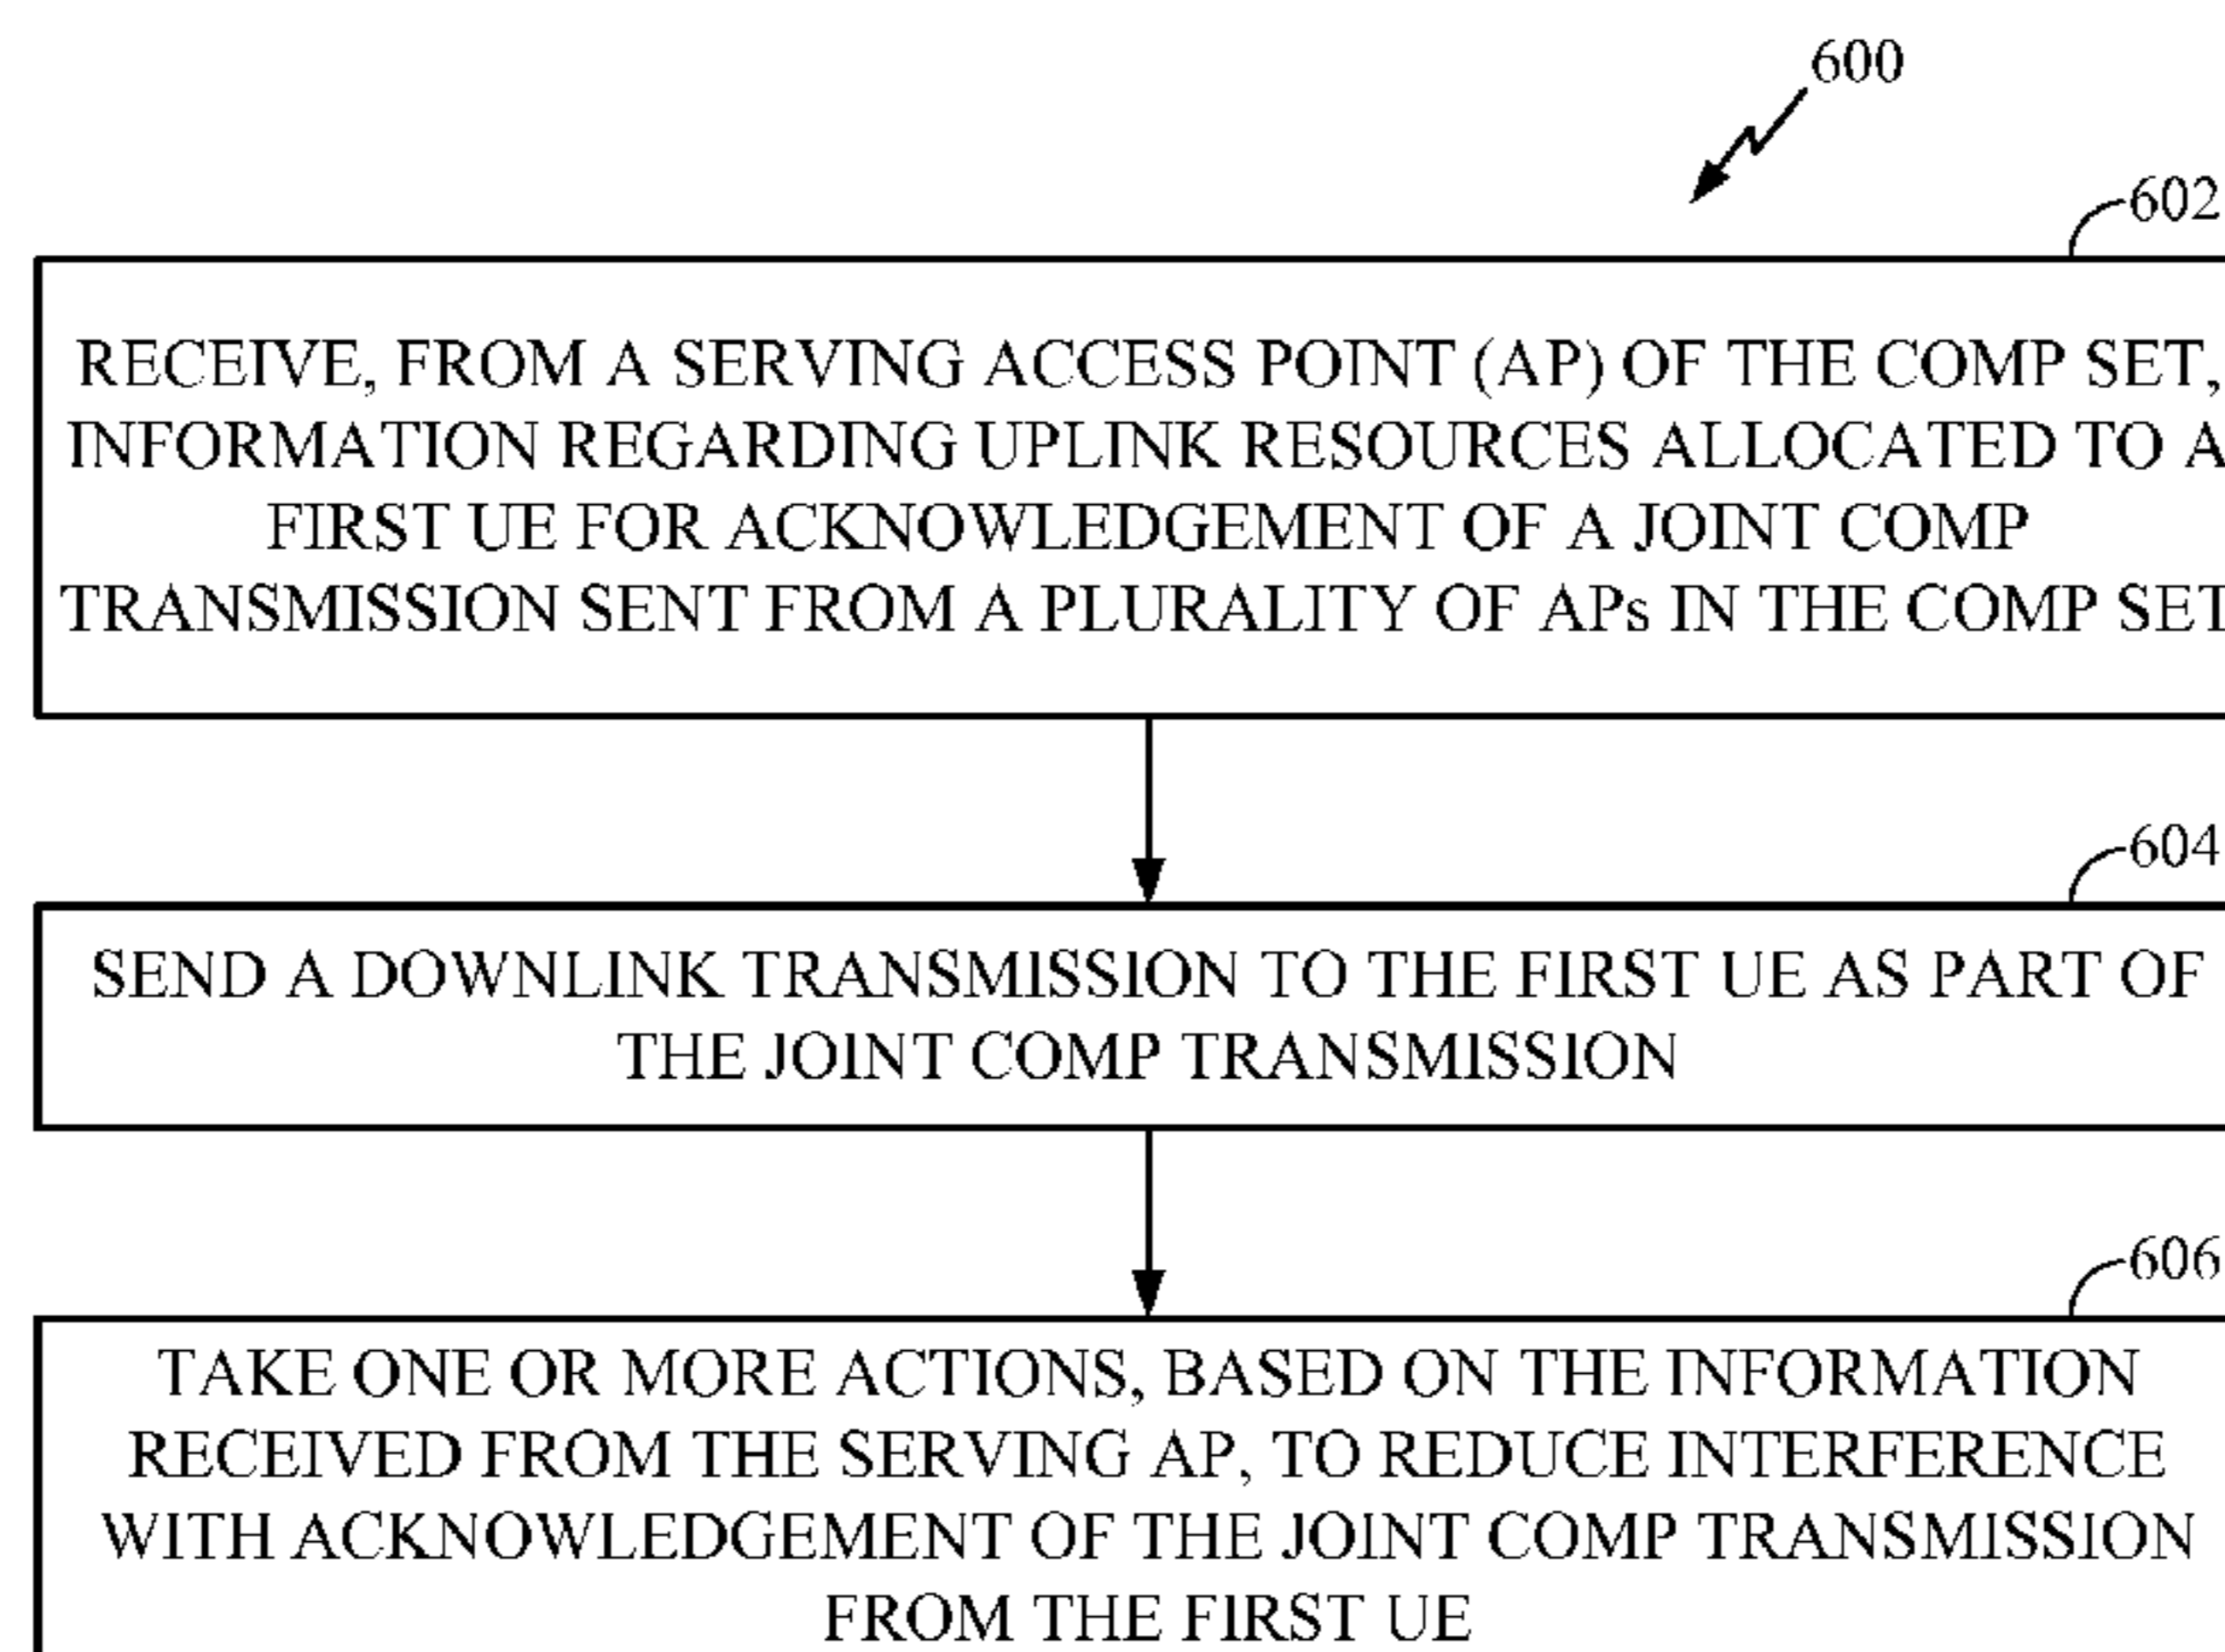 600
602
RECEIVE, FROM A SERVING ACCESS POINT (AP) OF THE COMP SET,
INFORMATION REGARDING UPLINK RESOURCES ALLOCATED TO A
FIRST UE FOR ACKNOWLEDGEMENT OF A JOINT COMP
TRANSMISSION SENT FROM A PLURALITY OF APs IN THE COMP SET
604
SEND A DOWNLINK TRANSMISSION TO THE FIRST UE AS PART OF
THE JOINT COMP TRANSMISSION
606
TAKE ONE OR MORE ACTIONS, BASED ON THE INFORMATION
RECEIVED FROM THE SERVING AP, TO REDUCE INTERFERENCE
WITH ACKNOWLEDGEMENT OF THE JOINT COMP TRANSMISSION
FROM THE FIRST UE